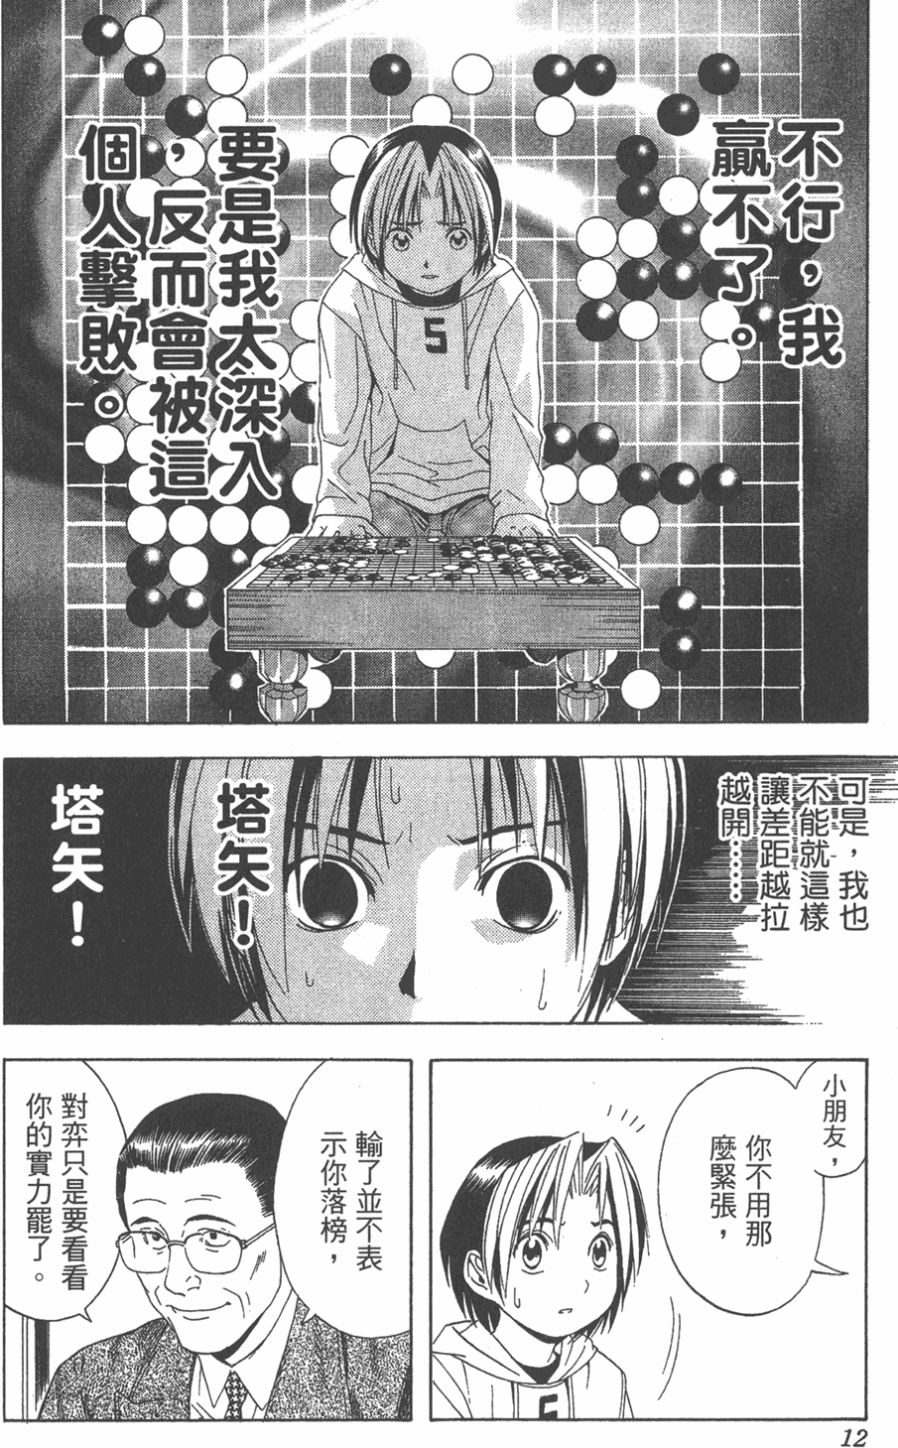 不行，我
贏不了。
要是我太深入
，反而會被這
個人擊敗。
5
可是，我也
不能就這樣
讓差距越拉
越開……
塔矢！
塔矢！
小朋友，
你不用那
麼緊張，
5
輸了並不表
示你落榜，
對弈只是要看看
你的實力罷了。
12